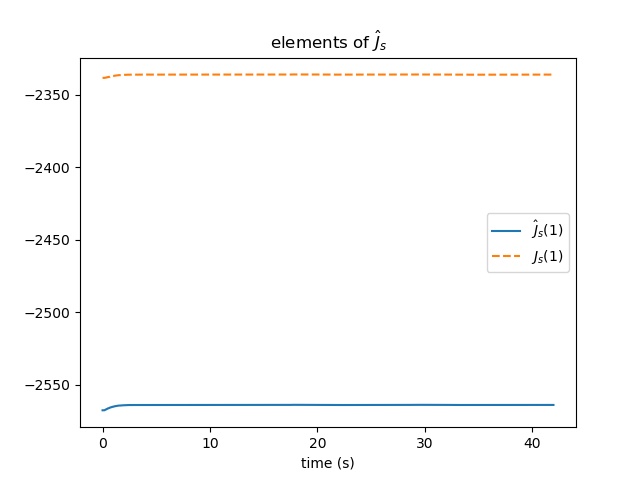 elements of $\hat{J}_s$
−2350
−2400
−2450
−2500
−2550
$\hat{J}_s(1)$
$J_s(1)$
0 10 20 30 40
time (s)